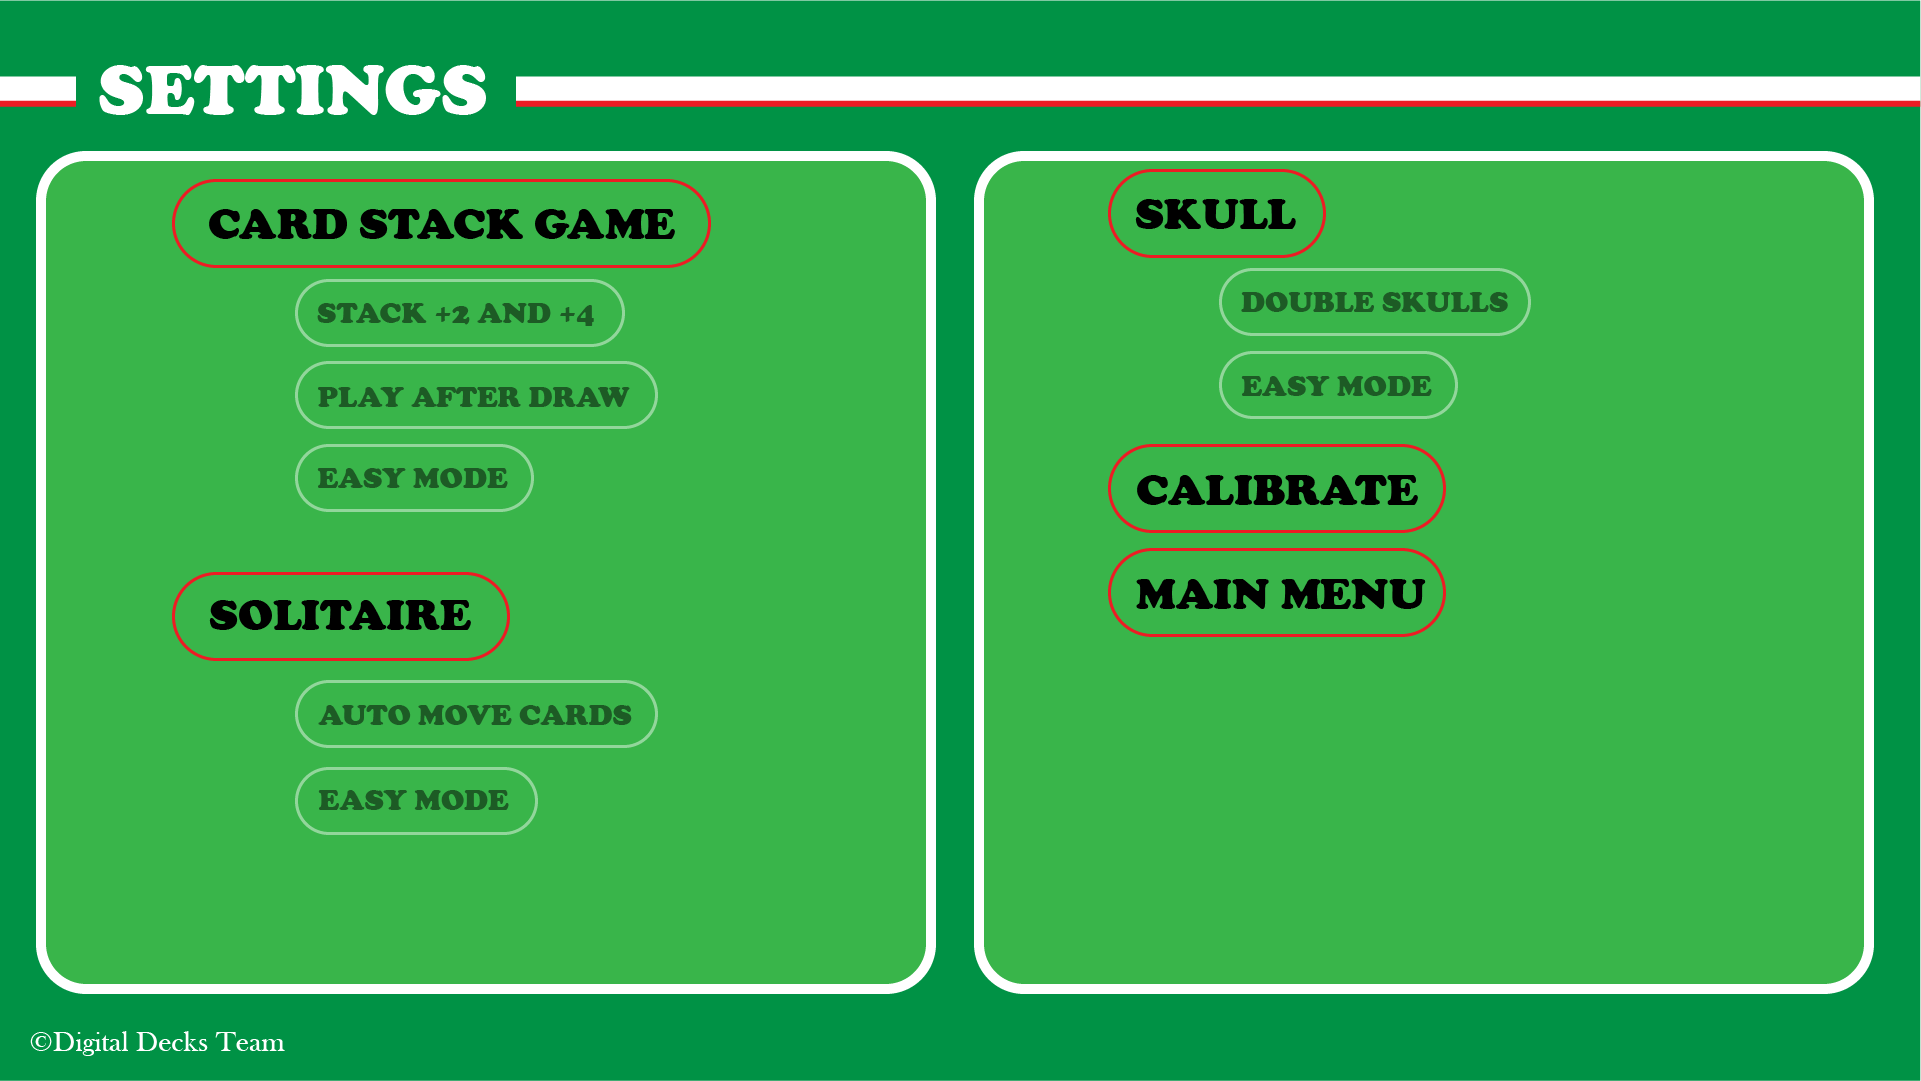 SETTINGS
CARD STACK GAME
STACK +2 AND +4
PLAY AFTER DRAW
EASY MODE
SOLITAIRE
AUTO MOVE CARDS
EASY MODE
SKULL
DOUBLE SKULLS
EASY MODE
CALIBRATE
MAIN MENU
©Digital Decks Team